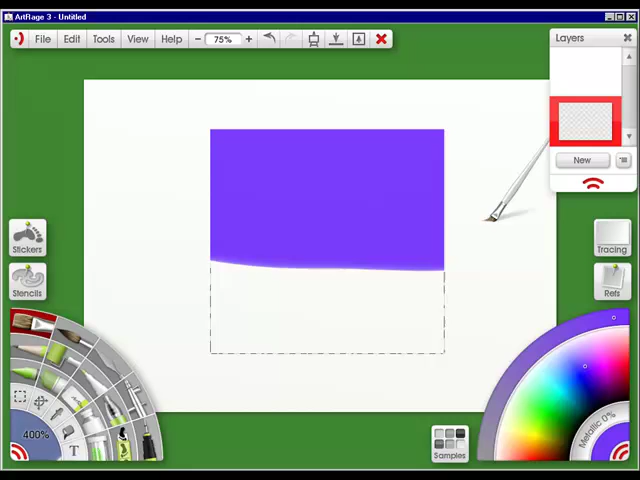 ArtRage 3 - Untitled
File Edit Tools View Help − 75% +
Layers
New
Stickers
Tracing
Stencils
Refs
Metallic 0%
400%
T
Samples